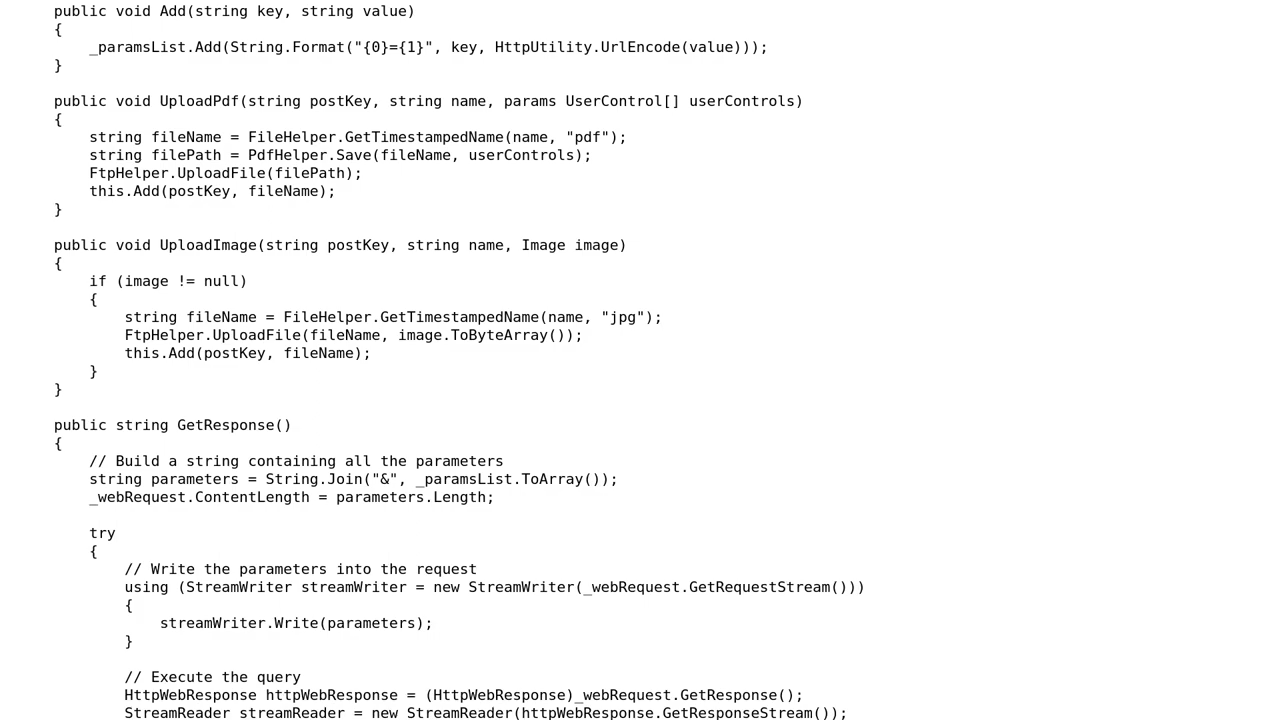 public void Add(string key, string value)
{
    _paramsList.Add(String.Format("{0}={1}", key, HttpUtility.UrlEncode(value)));
}

public void UploadPdf(string postKey, string name, params UserControl[] userControls)
{
    string fileName = FileHelper.GetTimestampedName(name, "pdf");
    string filePath = PdfHelper.Save(fileName, userControls);
    FtpHelper.UploadFile(filePath);
    this.Add(postKey, fileName);
}

public void UploadImage(string postKey, string name, Image image)
{
    if (image != null)
    {
        string fileName = FileHelper.GetTimestampedName(name, "jpg");
        FtpHelper.UploadFile(fileName, image.ToByteArray());
        this.Add(postKey, fileName);
    }
}

public string GetResponse()
{
    // Build a string containing all the parameters
    string parameters = String.Join("&", _paramsList.ToArray());
    _webRequest.ContentLength = parameters.Length;

    try
    {
        // Write the parameters into the request
        using (StreamWriter streamWriter = new StreamWriter(_webRequest.GetRequestStream()))
        {
            streamWriter.Write(parameters);
        }

        // Execute the query
        HttpWebResponse httpWebResponse = (HttpWebResponse)_webRequest.GetResponse();
        StreamReader streamReader = new StreamReader(httpWebResponse.GetResponseStream());